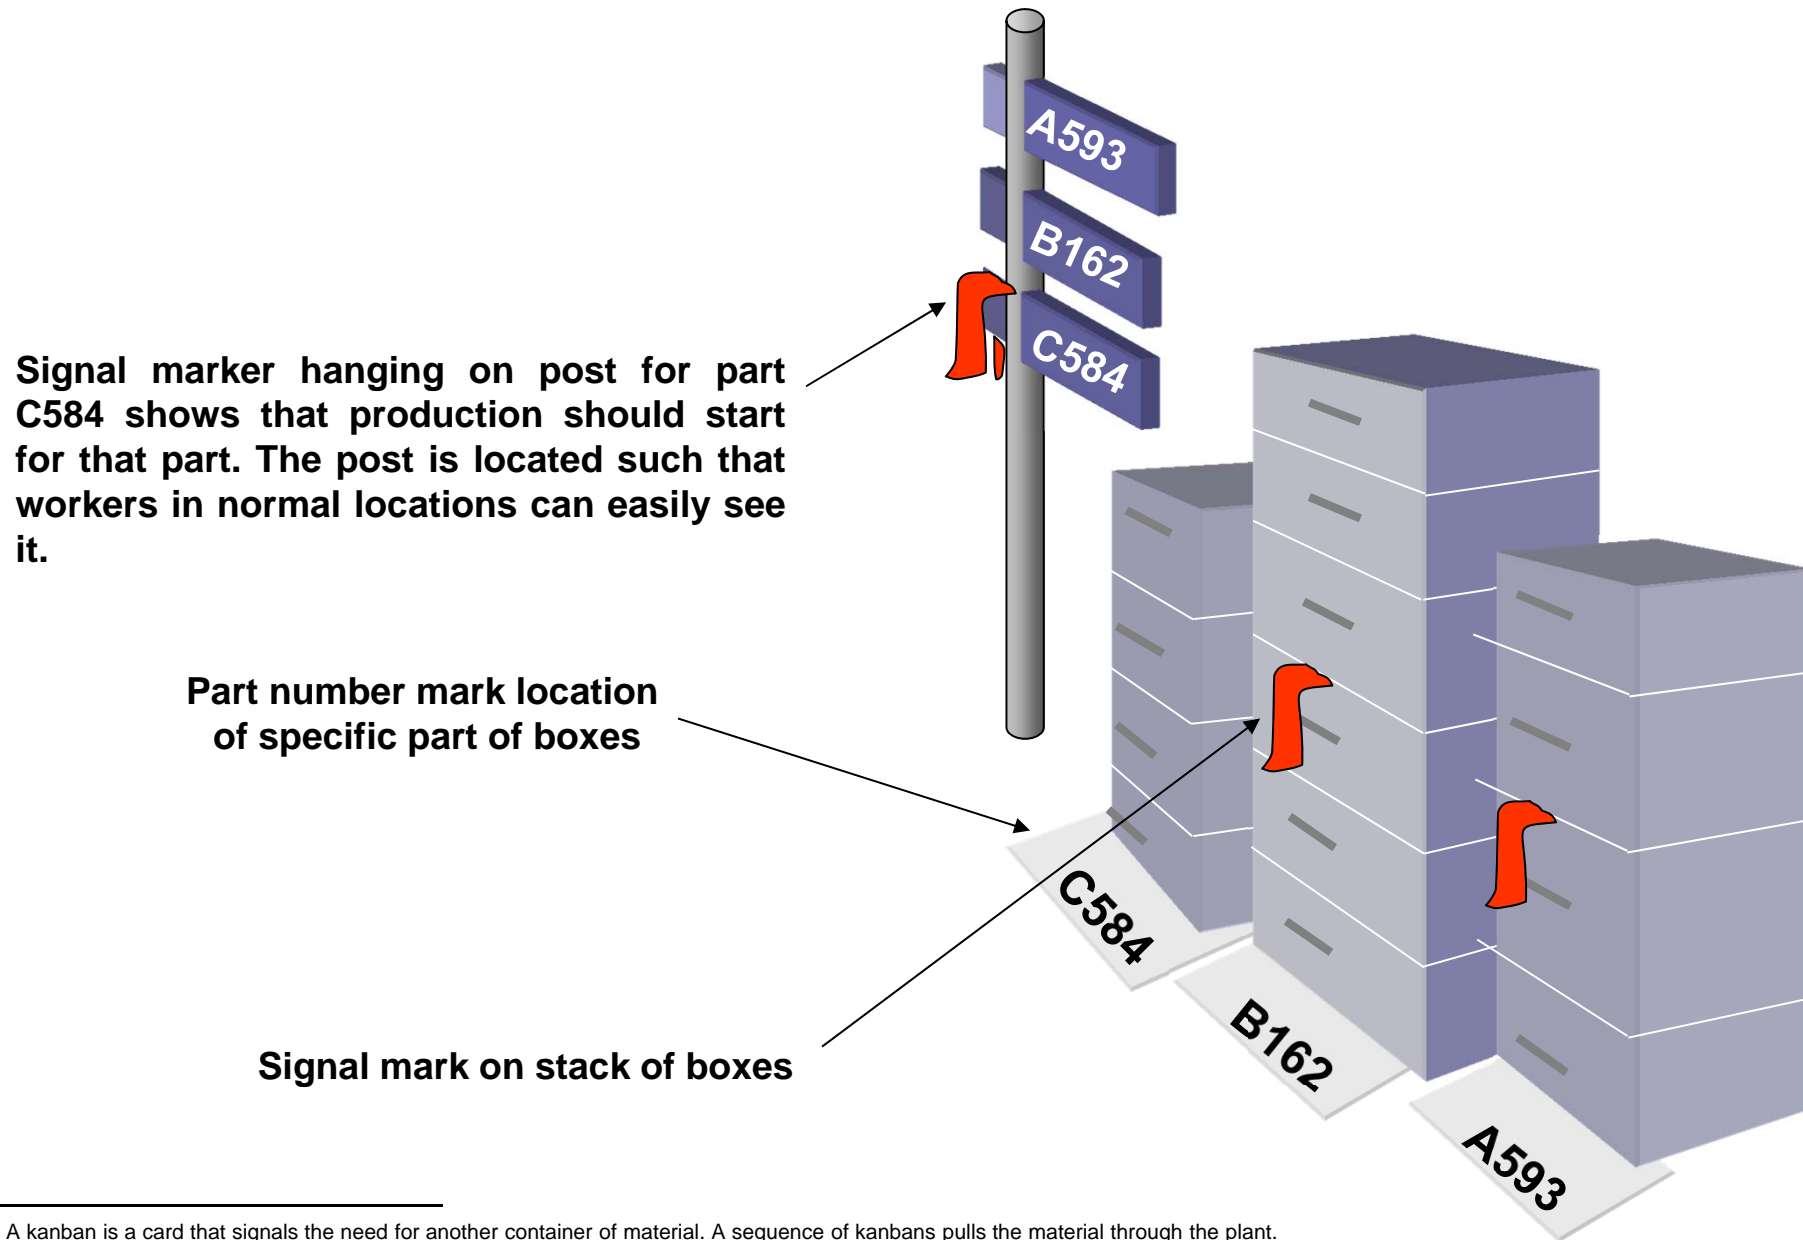 A593
B162
C584
Signal marker hanging on post for part
C584 shows that production should start
for that part. The post is located such that
workers in normal locations can easily see
it.
Part number mark location
of specific part of boxes
C584
B162
A593
Signal mark on stack of boxes
A kanban is a card that signals the need for another container of material. A sequence of kanbans pulls the material through the plant.